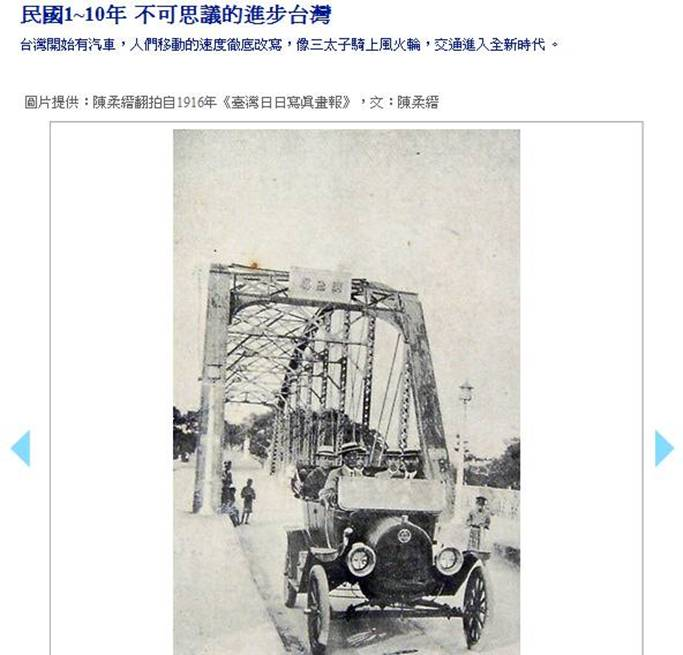 民國1~10年 不可思議的進步台灣
台灣開始有汽車，人們移動的速度徹底改寫，像三太子騎上風火輪，交通進入全新時代。
圖片提供：陳柔縉翻拍自1916年《臺灣日日寫真畫報》，文：陳柔縉